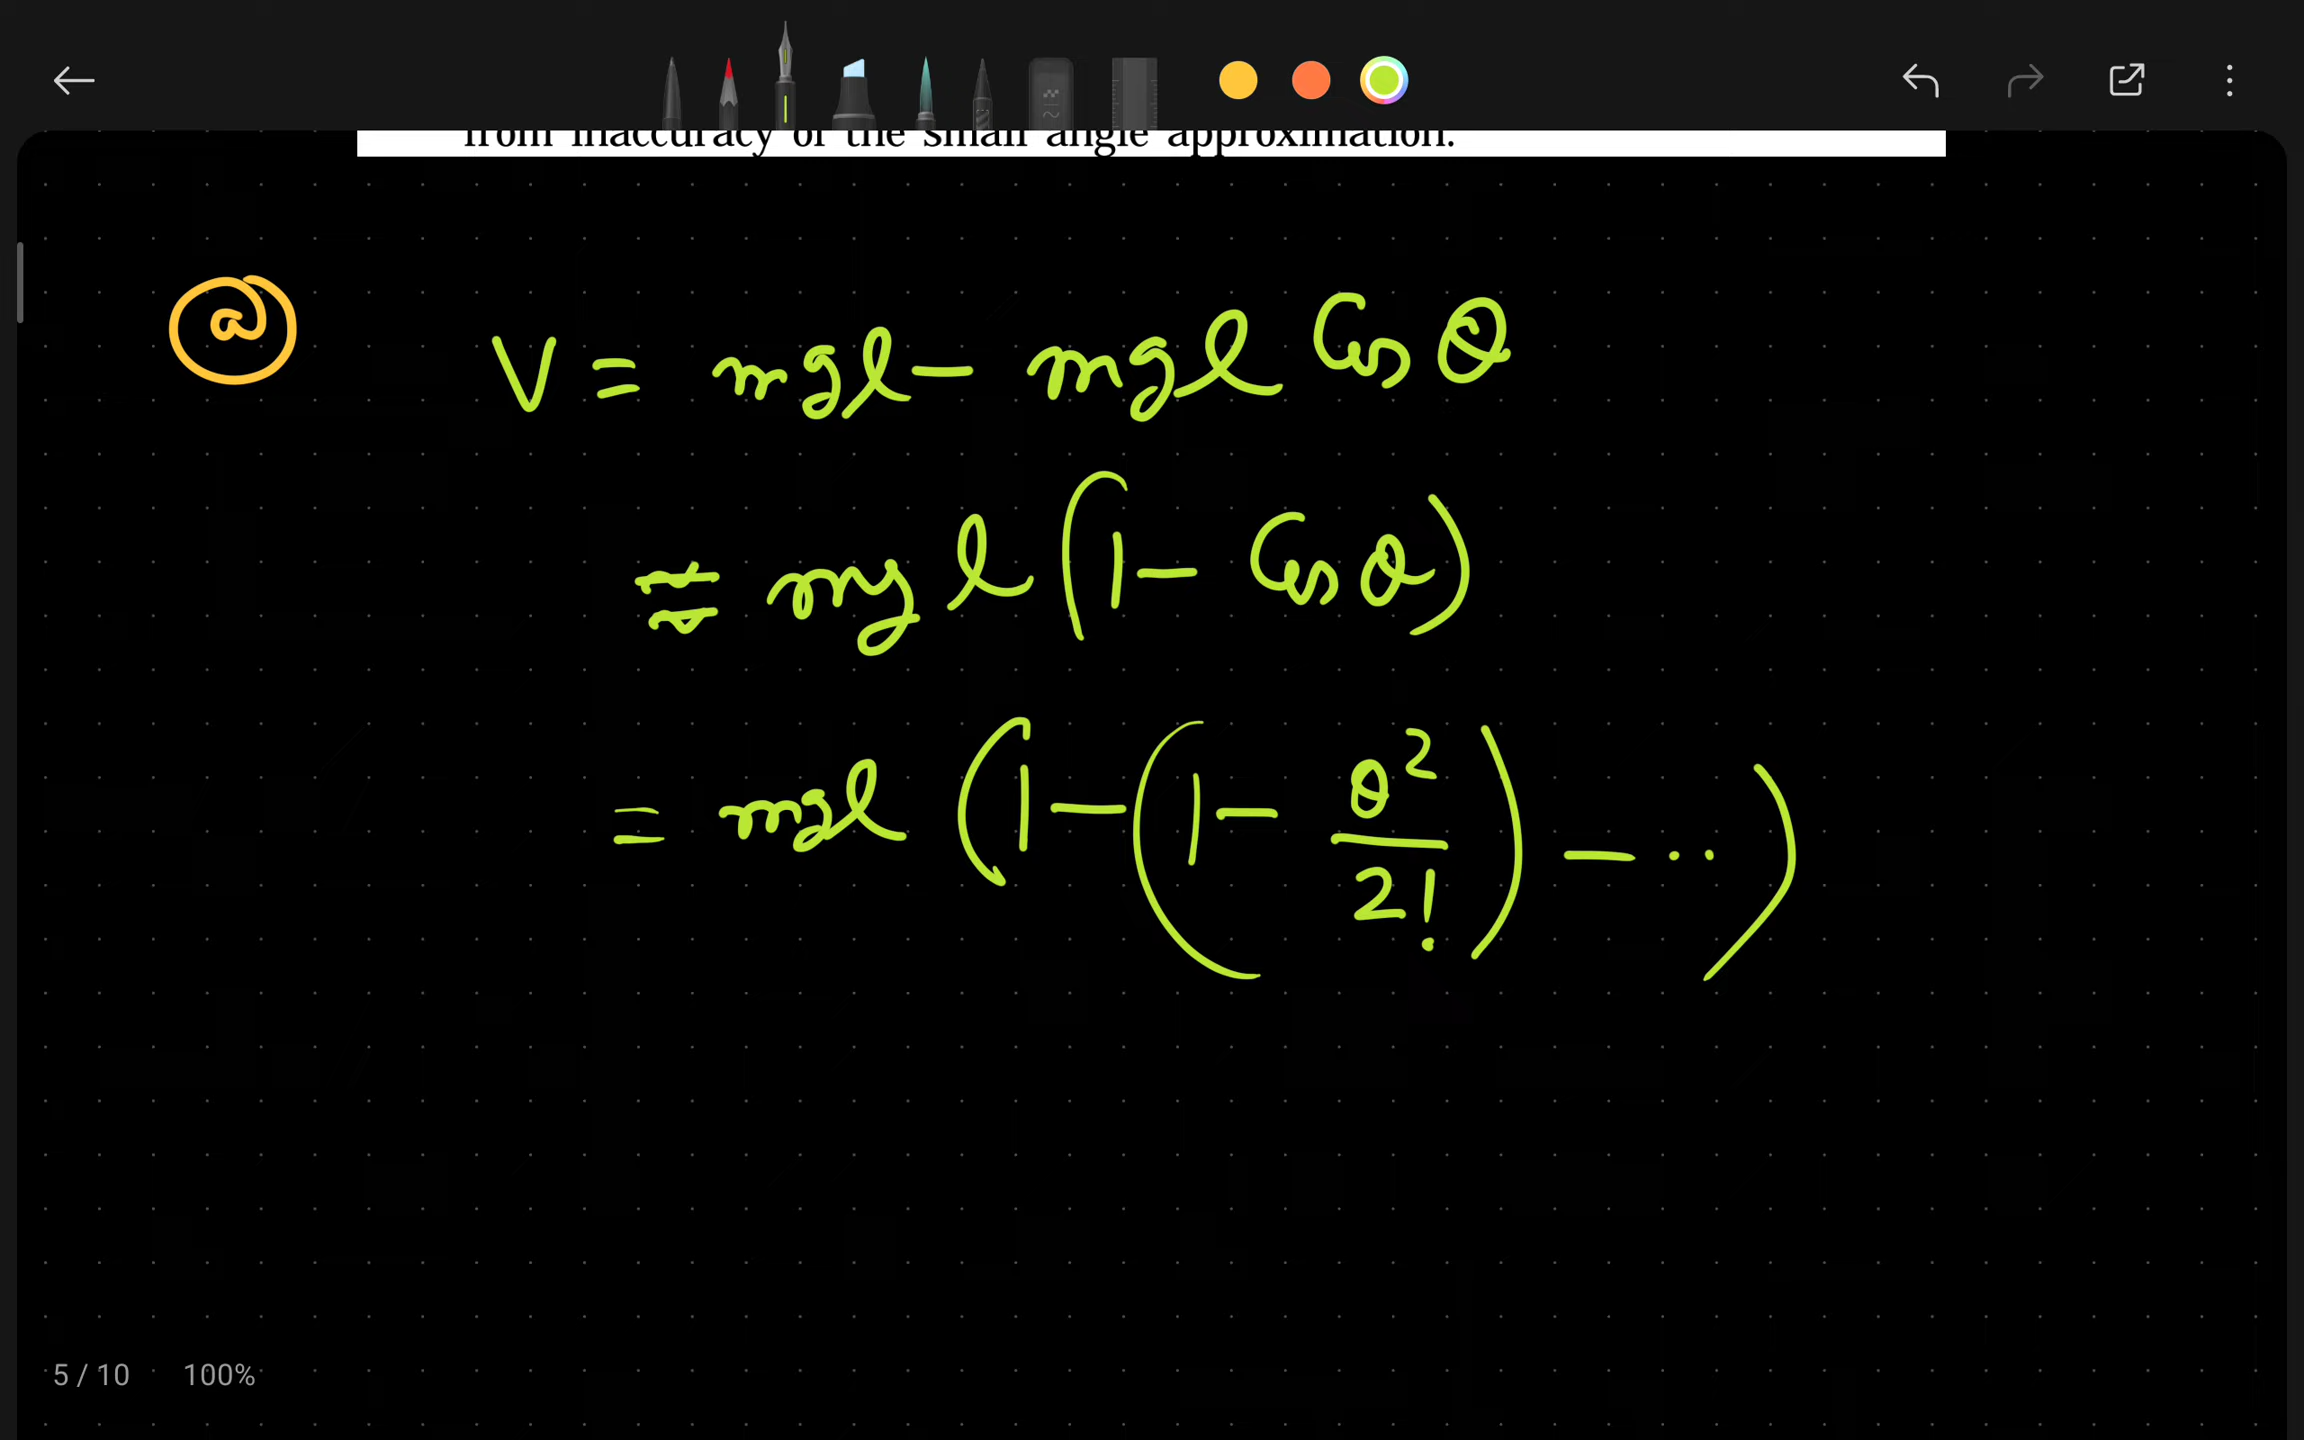 from inaccuracy of the small angle approximation.
@ V = mgl - mgl Cos θ
= mgl (1 - Cos θ)
= mgl (1 - (1 - θ²/2!) - ..)
5 / 10 100%